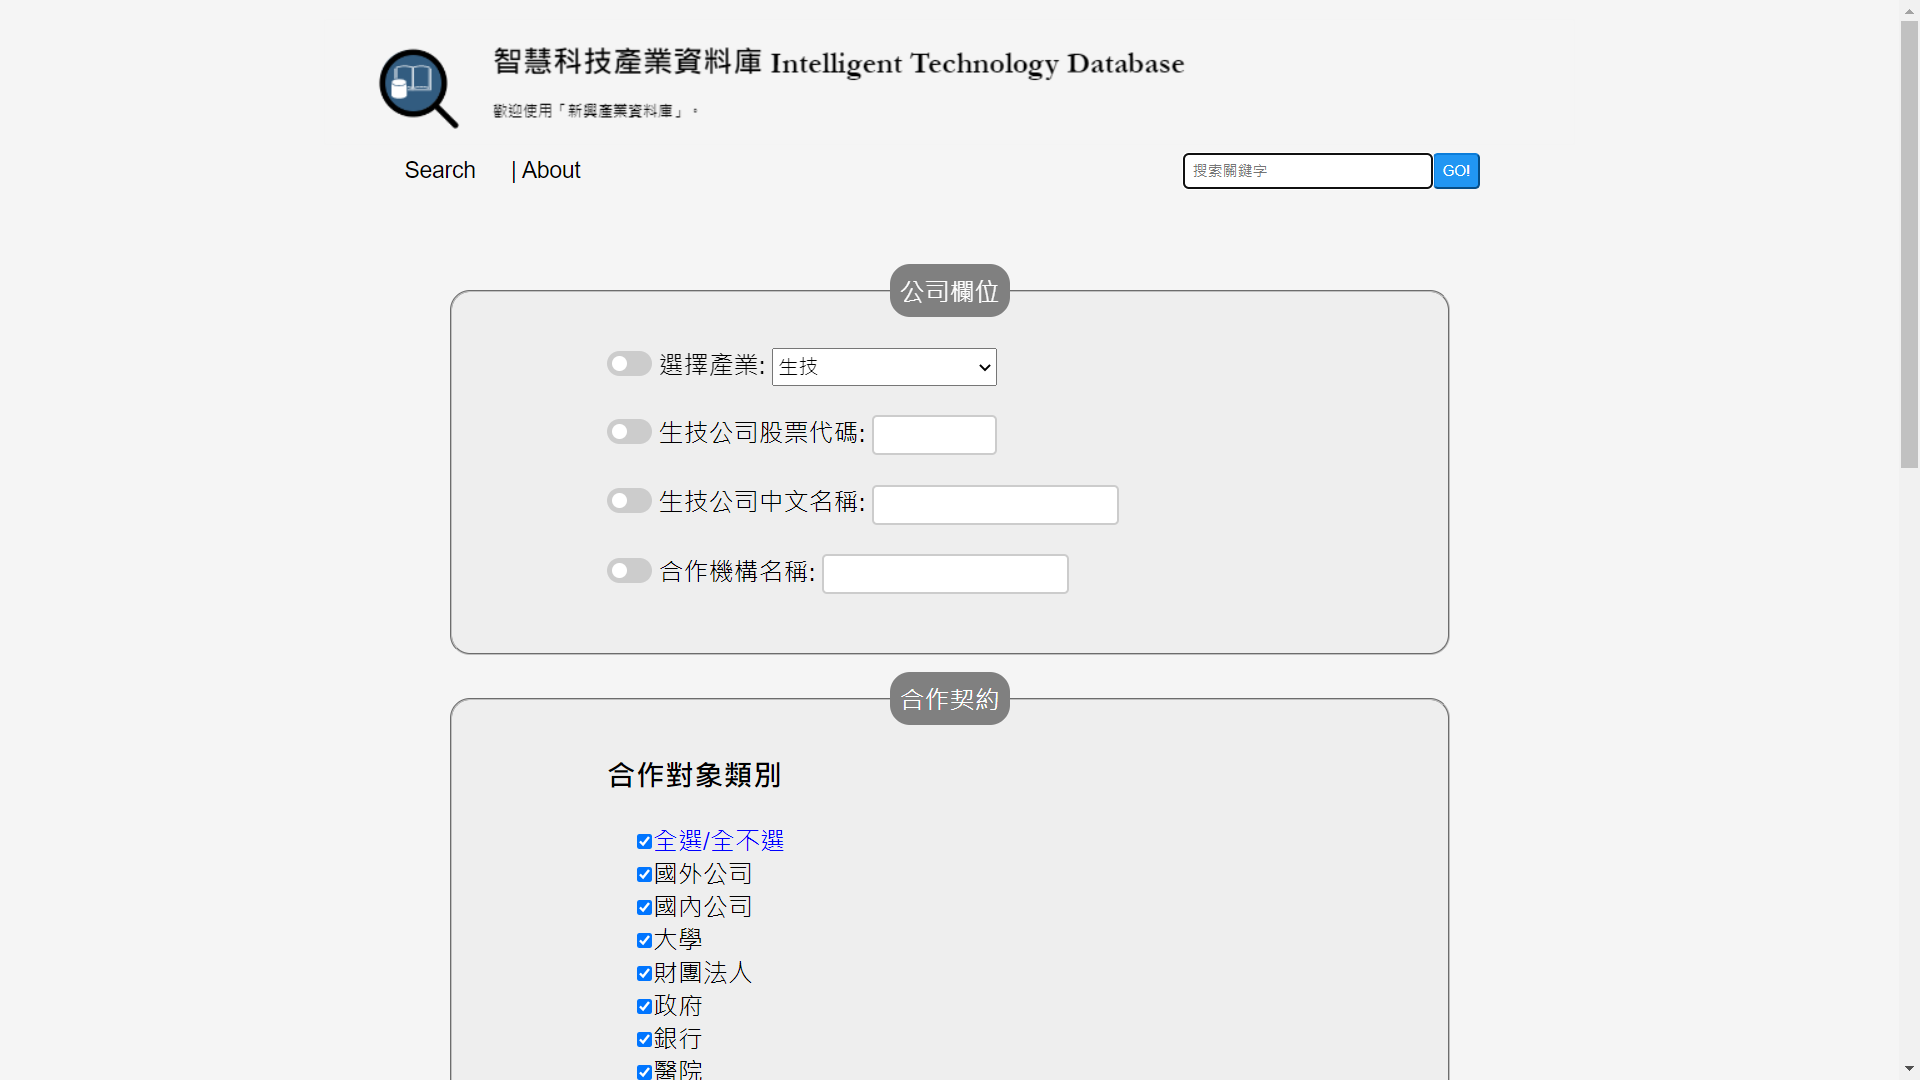 智慧科技產業資料庫 Intelligent Technology Database
歡迎使用「新興產業資料庫」。
Search | About
搜索關鍵字 GO!
公司欄位
選擇產業: 生技
生技公司股票代碼:
生技公司中文名稱:
合作機構名稱:
合作契約
合作對象類別
全選/全不選
國外公司
國內公司
大學
財團法人
政府
銀行
醫院